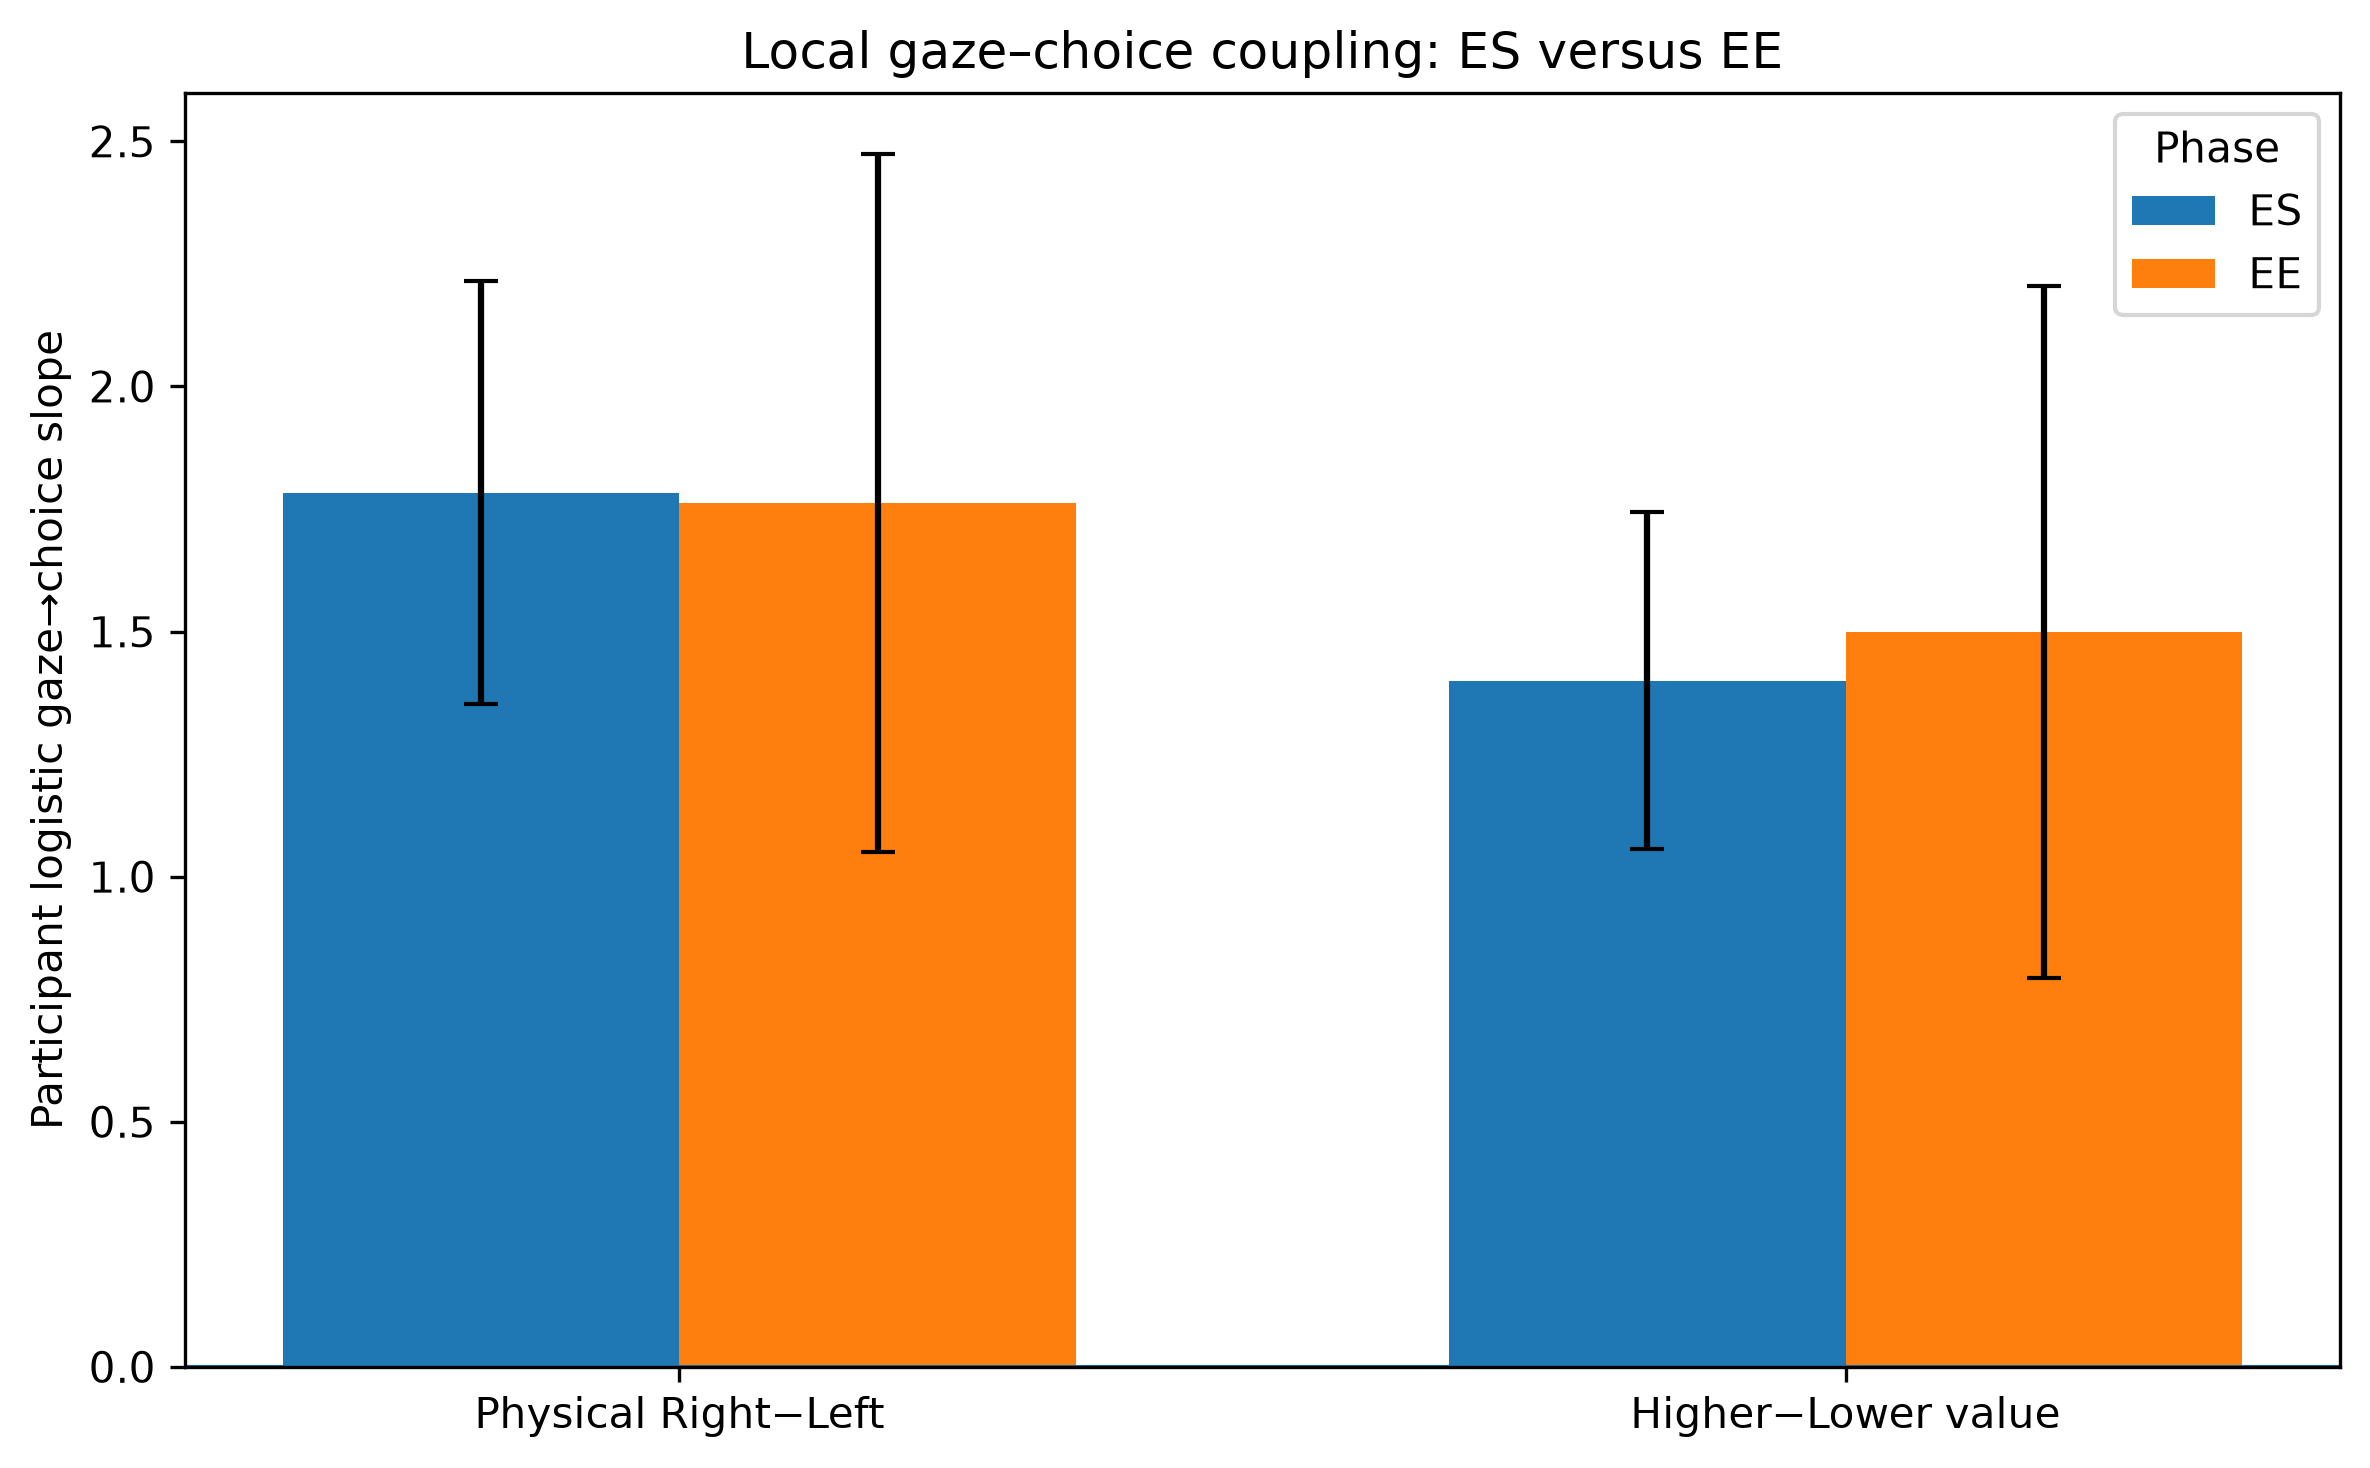 Local gaze–choice coupling: ES versus EE
Participant logistic gaze→choice slope
2.5
2.0
1.5
1.0
0.5
0.0
Phase
ES
EE
Physical Right−Left
Higher−Lower value